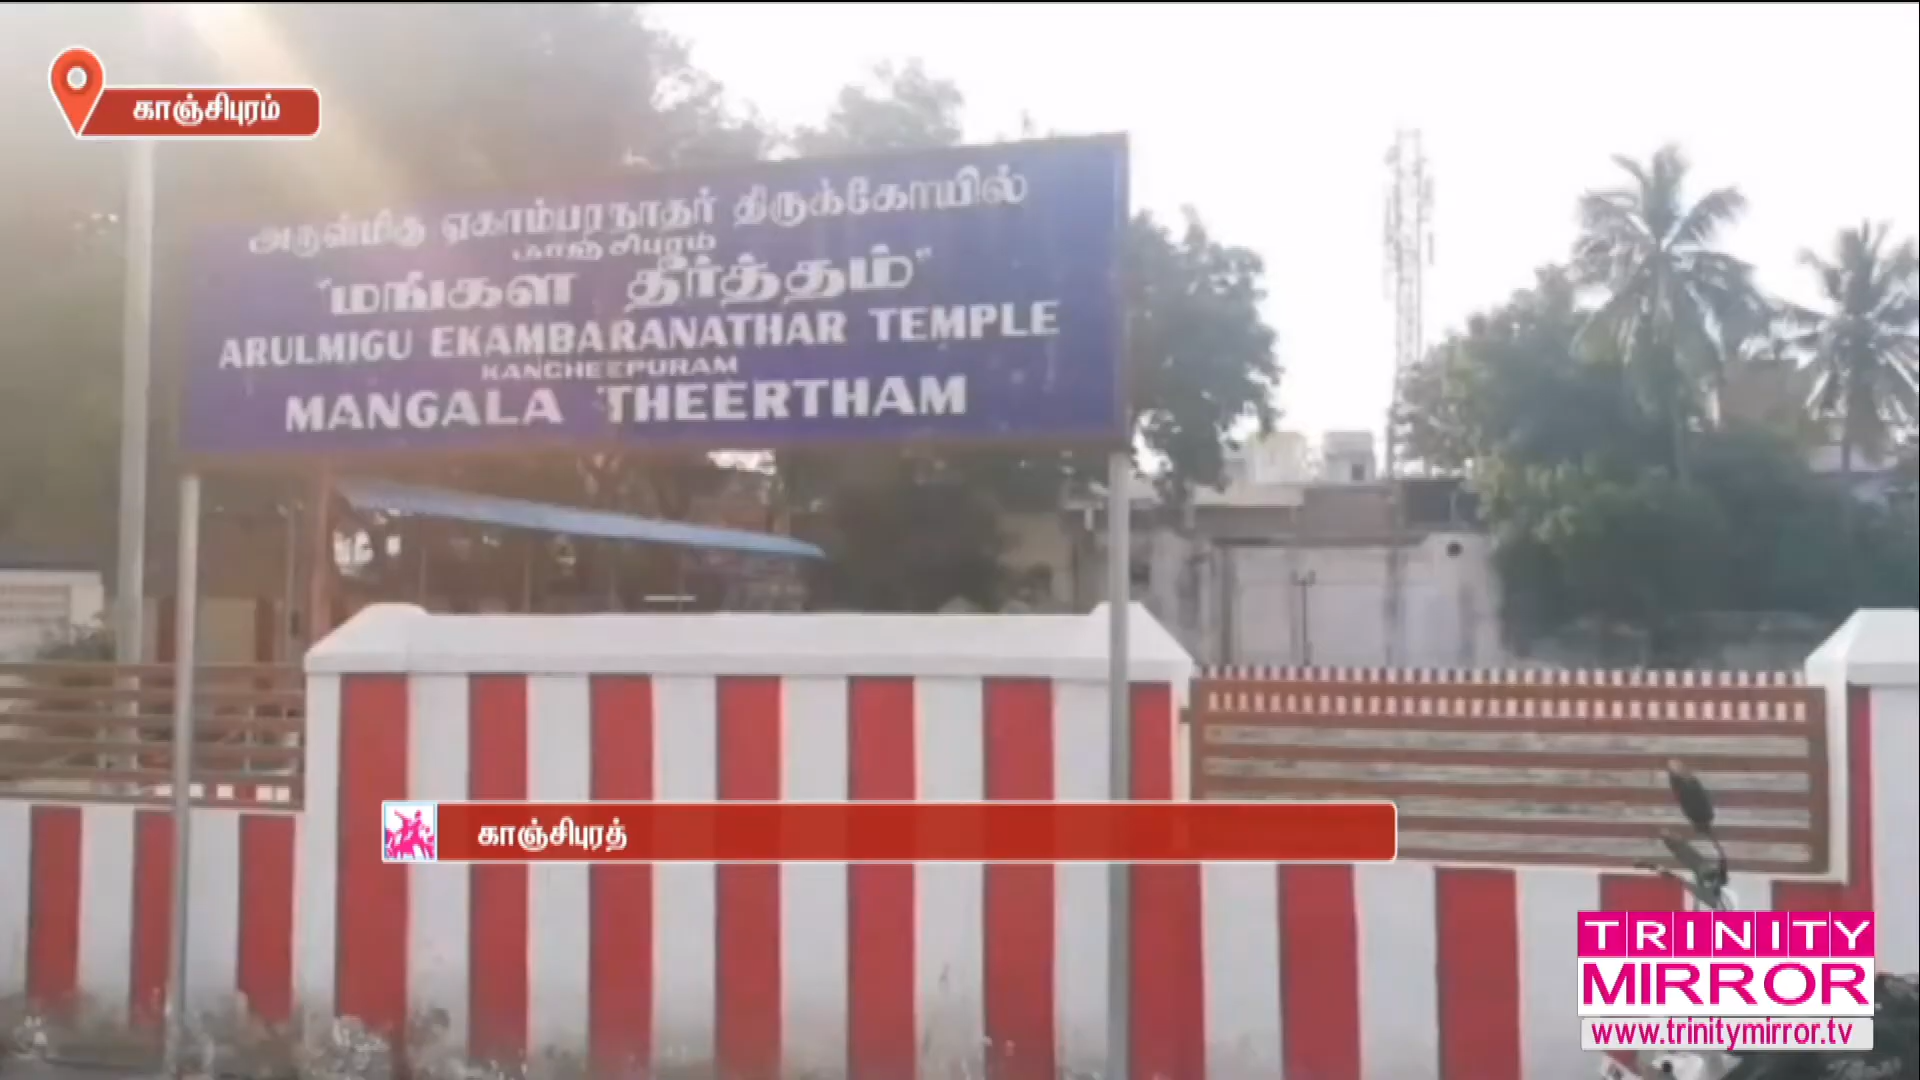 காஞ்சிபுரம்
அருள்மிகு ஏகாம்பரநாதர் திருக்கோயில்
காஞ்சிபுரம்
"மங்கள தீர்த்தம்"
ARULMIGU EKAMBARANATHAR TEMPLE
KANCHEEPURAM
MANGALA THEERTHAM
காஞ்சிபுரத்
TRINITY
MIRROR
www.trinitymirror.tv